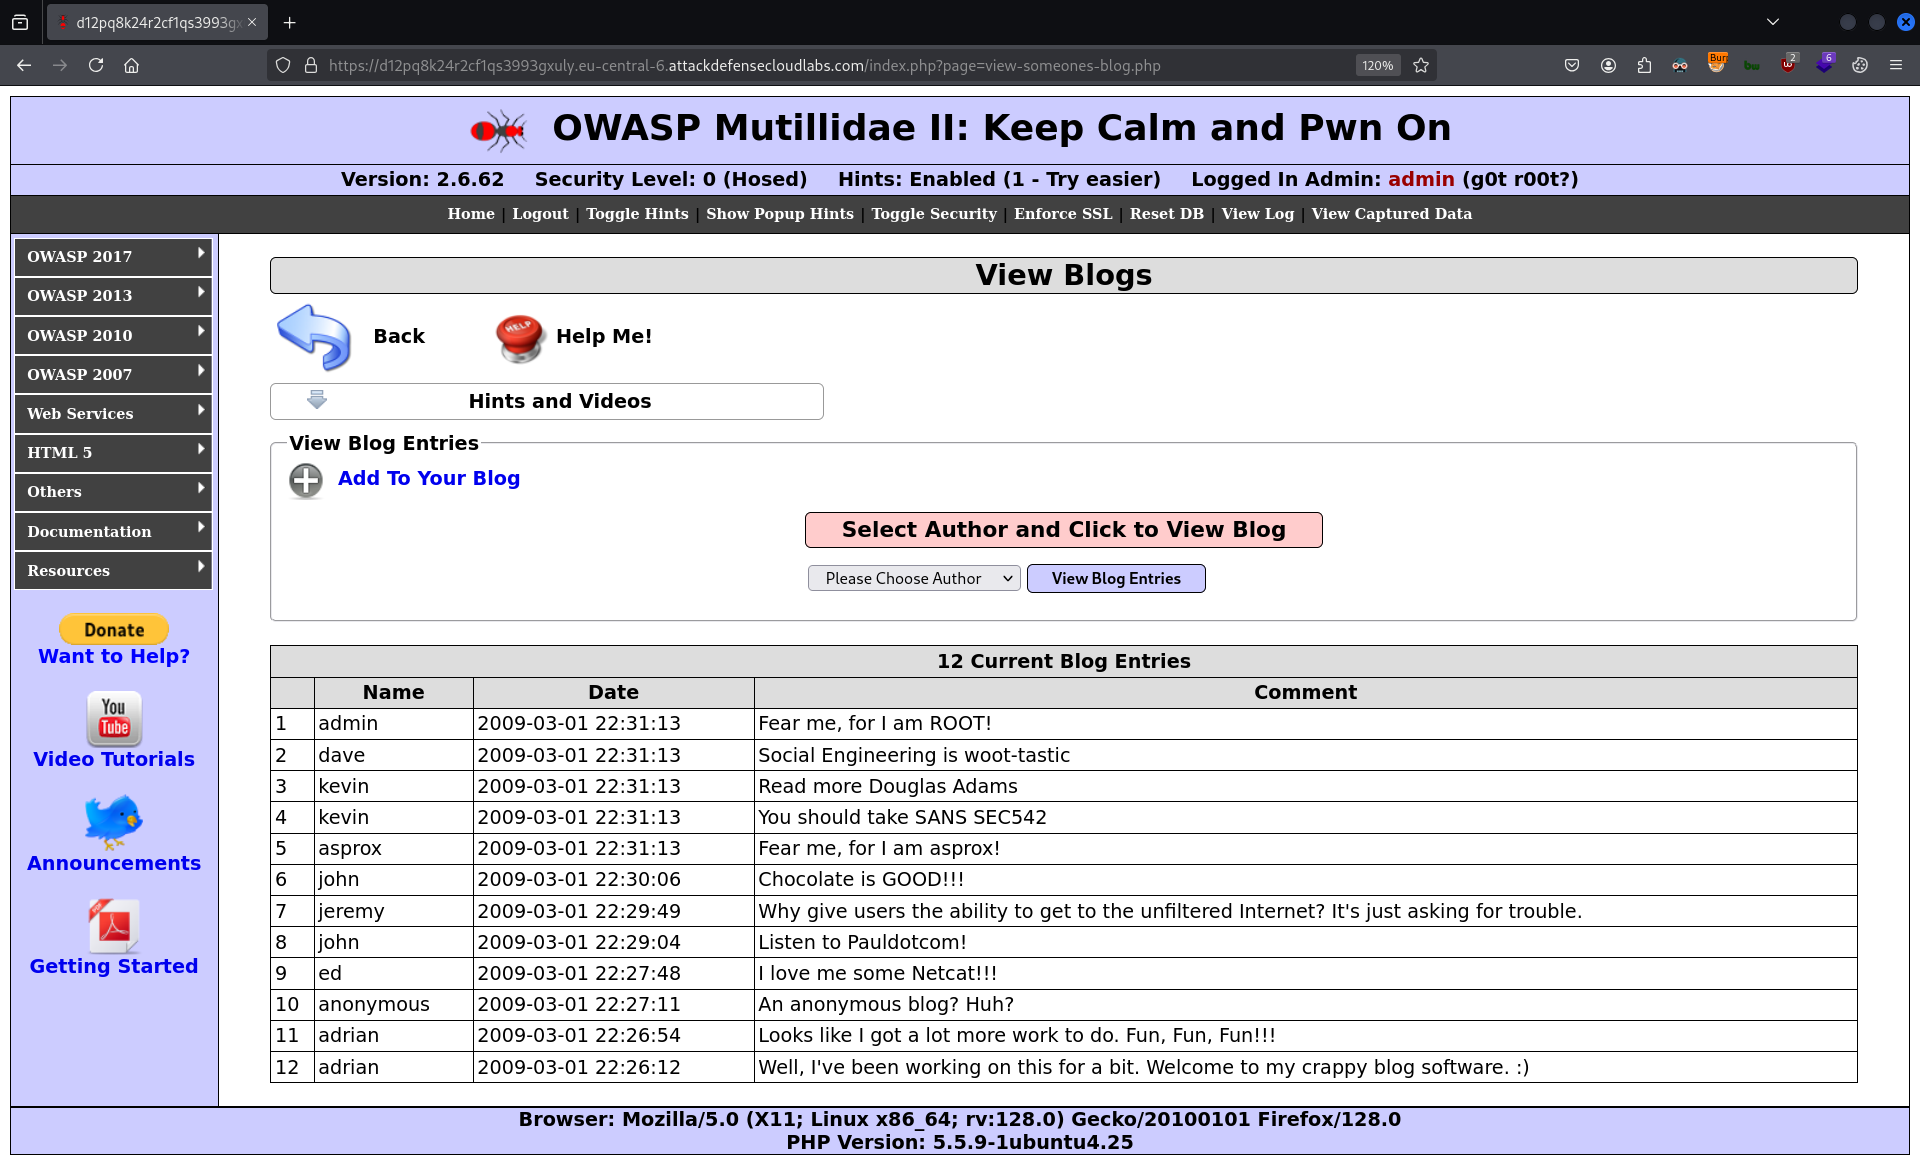 d12pq8k24r2cf1qs3993gx
https://d12pq8k24r2cf1qs3993gxuly.eu-central-6.attackdefensecloudlabs.com/index.php?page=view-someones-blog.php
120%
Bur
2
6
OWASP Mutillidae II: Keep Calm and Pwn On
Version: 2.6.62 Security Level: 0 (Hosed) Hints: Enabled (1 - Try easier) Logged In Admin: admin (g0t r00t?)
Home | Logout | Toggle Hints | Show Popup Hints | Toggle Security | Enforce SSL | Reset DB | View Log | View Captured Data
OWASP 2017
OWASP 2013
OWASP 2010
OWASP 2007
Web Services
HTML 5
Others
Documentation
Resources
Donate
Want to Help?
You
Tube
Video Tutorials
Announcements
PDF
Getting Started
View Blogs
Back
HELP
Help Me!
Hints and Videos
View Blog Entries
Add To Your Blog
Select Author and Click to View Blog
Please Choose Author
View Blog Entries
12 Current Blog Entries
Name Date Comment
1 admin 2009-03-01 22:31:13 Fear me, for I am ROOT!
2 dave 2009-03-01 22:31:13 Social Engineering is woot-tastic
3 kevin 2009-03-01 22:31:13 Read more Douglas Adams
4 kevin 2009-03-01 22:31:13 You should take SANS SEC542
5 asprox 2009-03-01 22:31:13 Fear me, for I am asprox!
6 john 2009-03-01 22:30:06 Chocolate is GOOD!!!
7 jeremy 2009-03-01 22:29:49 Why give users the ability to get to the unfiltered Internet? It's just asking for trouble.
8 john 2009-03-01 22:29:04 Listen to Pauldotcom!
9 ed 2009-03-01 22:27:48 I love me some Netcat!!!
10 anonymous 2009-03-01 22:27:11 An anonymous blog? Huh?
11 adrian 2009-03-01 22:26:54 Looks like I got a lot more work to do. Fun, Fun, Fun!!!
12 adrian 2009-03-01 22:26:12 Well, I've been working on this for a bit. Welcome to my crappy blog software. :)
Browser: Mozilla/5.0 (X11; Linux x86_64; rv:128.0) Gecko/20100101 Firefox/128.0
PHP Version: 5.5.9-1ubuntu4.25